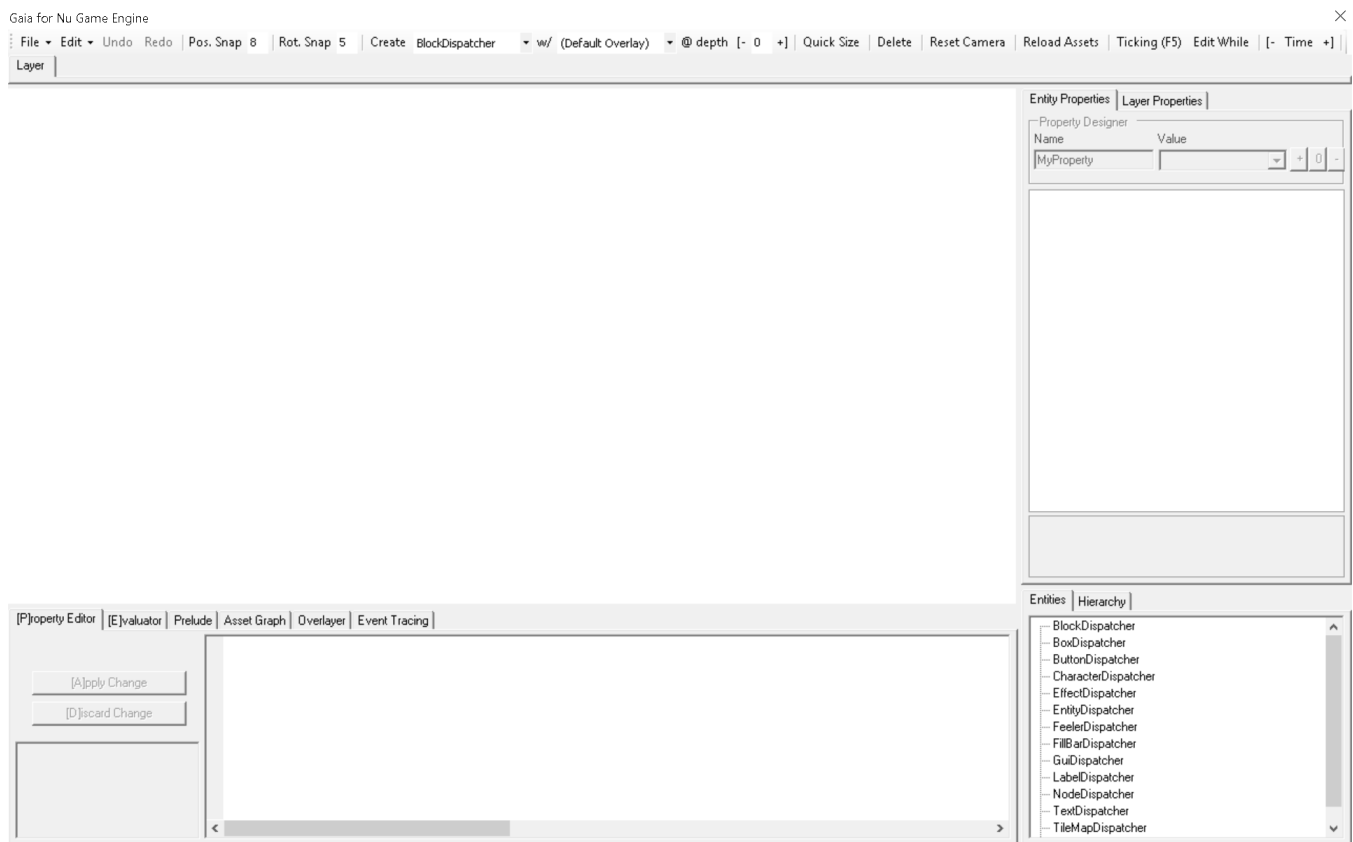 Gaia for Nu Game Engine
File Edit Undo Redo Pos. Snap 8 Rot. Snap 5 Create BlockDispatcher w/ (Default Overlay) @ depth [- 0 +] Quick Size Delete Reset Camera Reload Assets Ticking (F5) Edit While [- Time +]
Layer
Entity Properties Layer Properties
Property Designer
Name Value
MyProperty + 0 -
[P]roperty Editor [E]valuator Prelude Asset Graph Overlayer Event Tracing
[A]pply Change
[D]iscard Change
Entities Hierarchy
BlockDispatcher
BoxDispatcher
ButtonDispatcher
CharacterDispatcher
EffectDispatcher
EntityDispatcher
FeelerDispatcher
FillBarDispatcher
GuiDispatcher
LabelDispatcher
NodeDispatcher
TextDispatcher
TileMapDispatcher